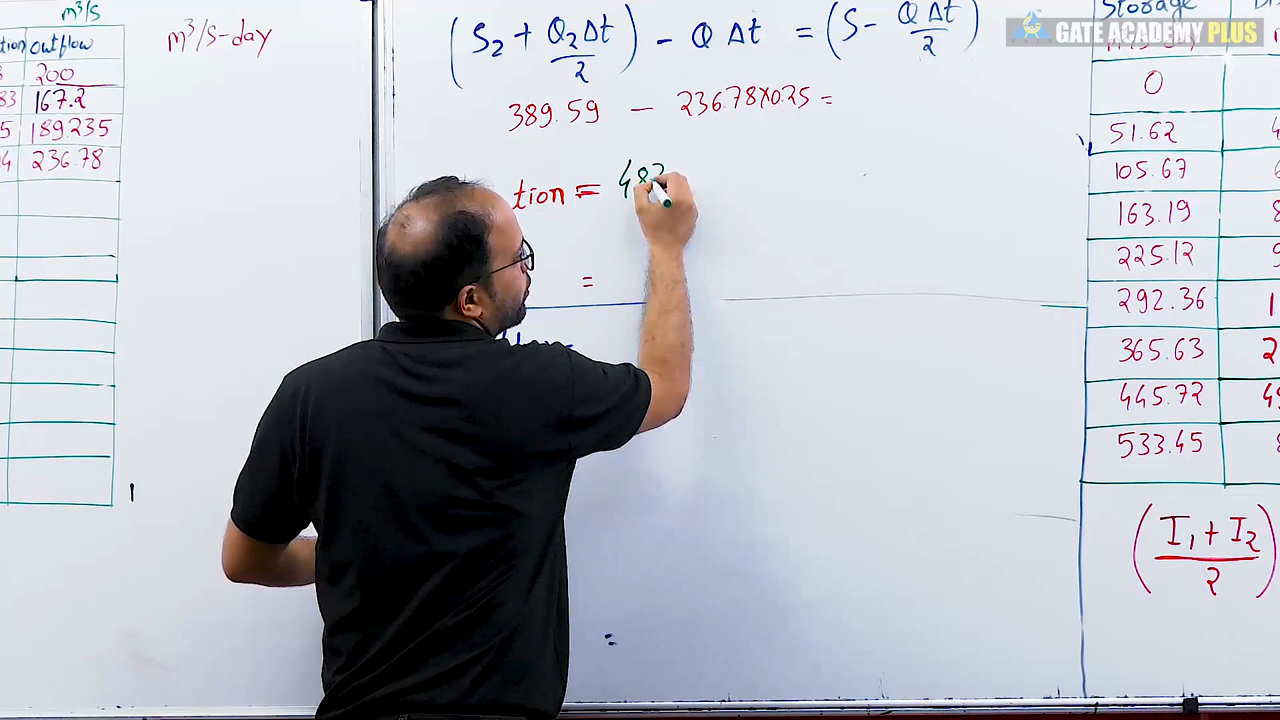 m³/s
tion outflow
3 200
83 167.2
5 189.235
4 236.78
m³/s-day
(S₂ + Q₂Δt/2) - Q Δt = (S - QΔt/2)
389.59 - 236.78x0.25 =
tion = 48
=
Storage
0
51.62
105.67
163.19
225.12
292.36
365.63
445.72
533.45
(I₁ + I₂/2)
GATE ACADEMY PLUS